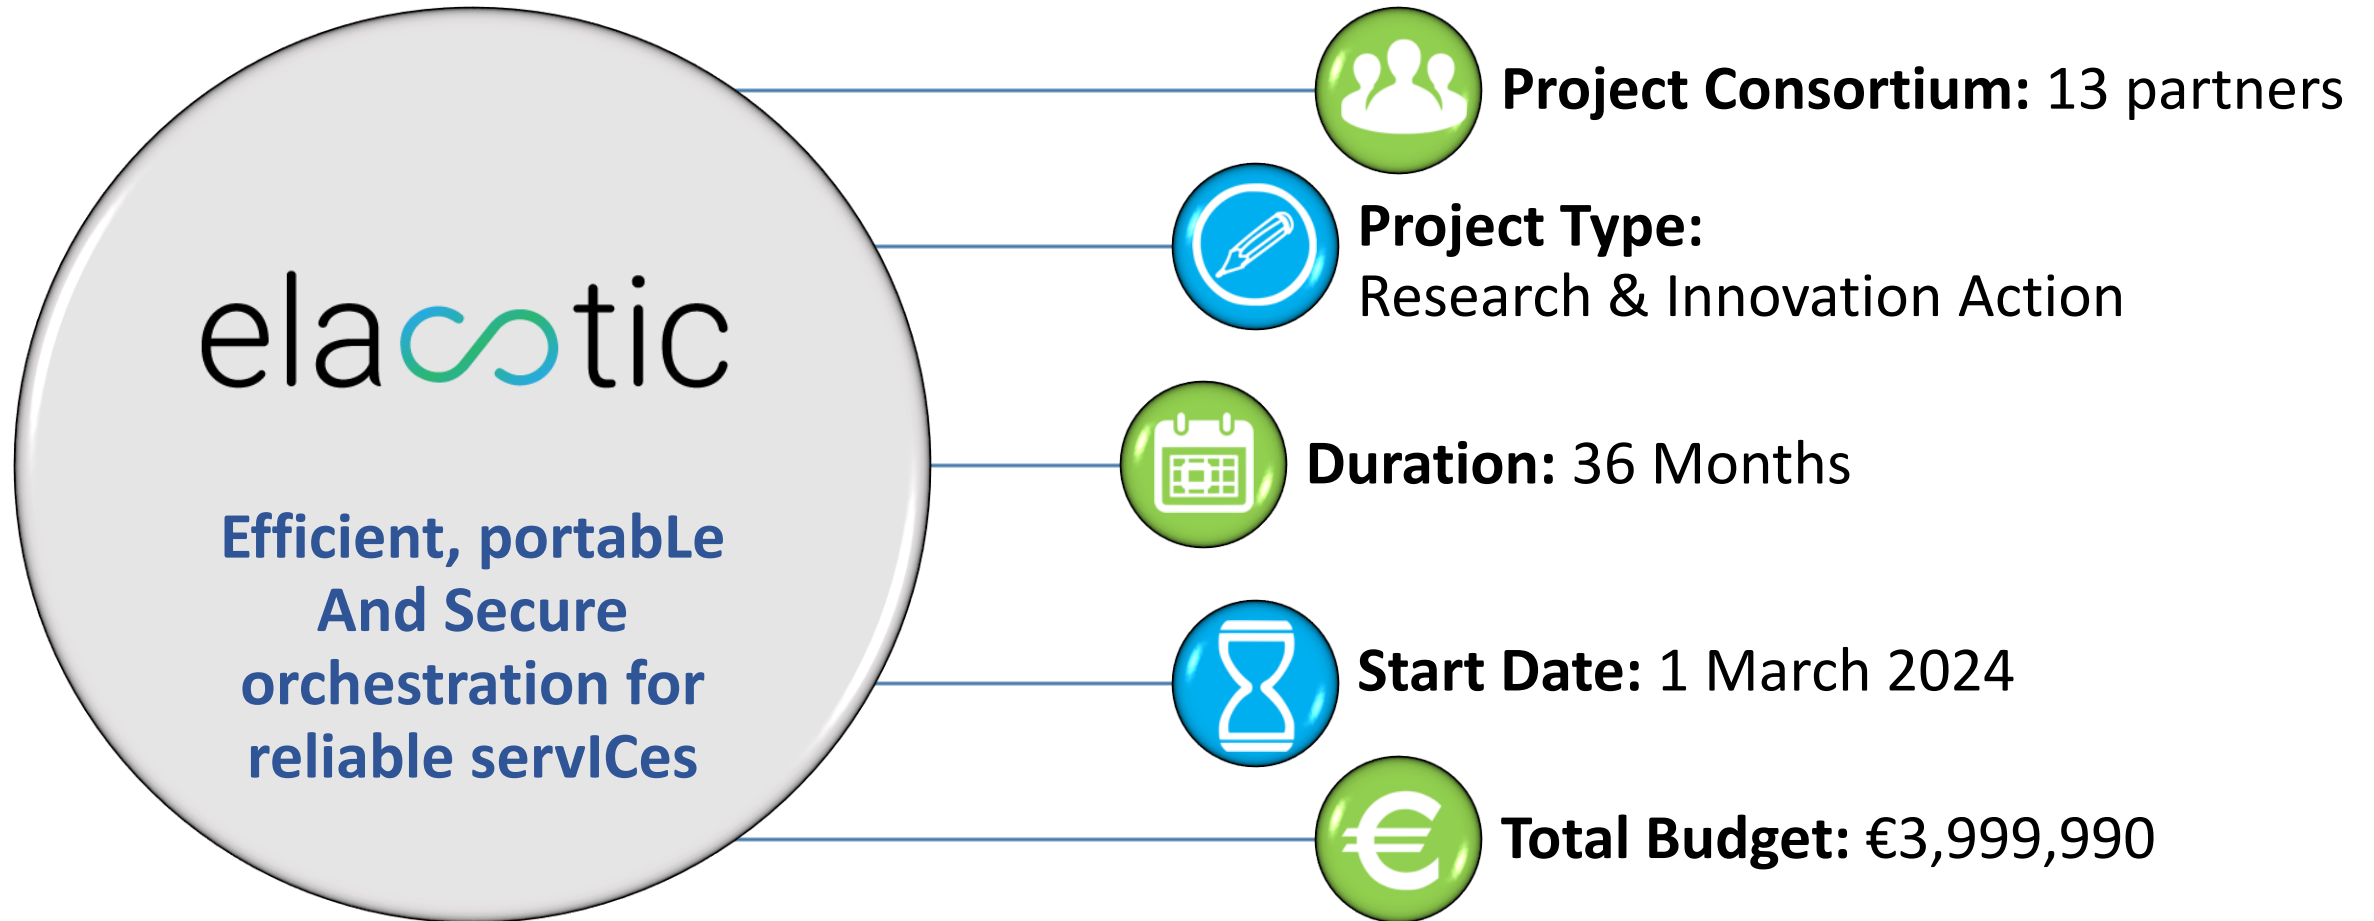 elastic
Efficient, portabLe
And Secure
orchestration for
reliable servICes
Project Consortium: 13 partners
Project Type:
Research & Innovation Action
Duration: 36 Months
Start Date: 1 March 2024
Total Budget: €3,999,990